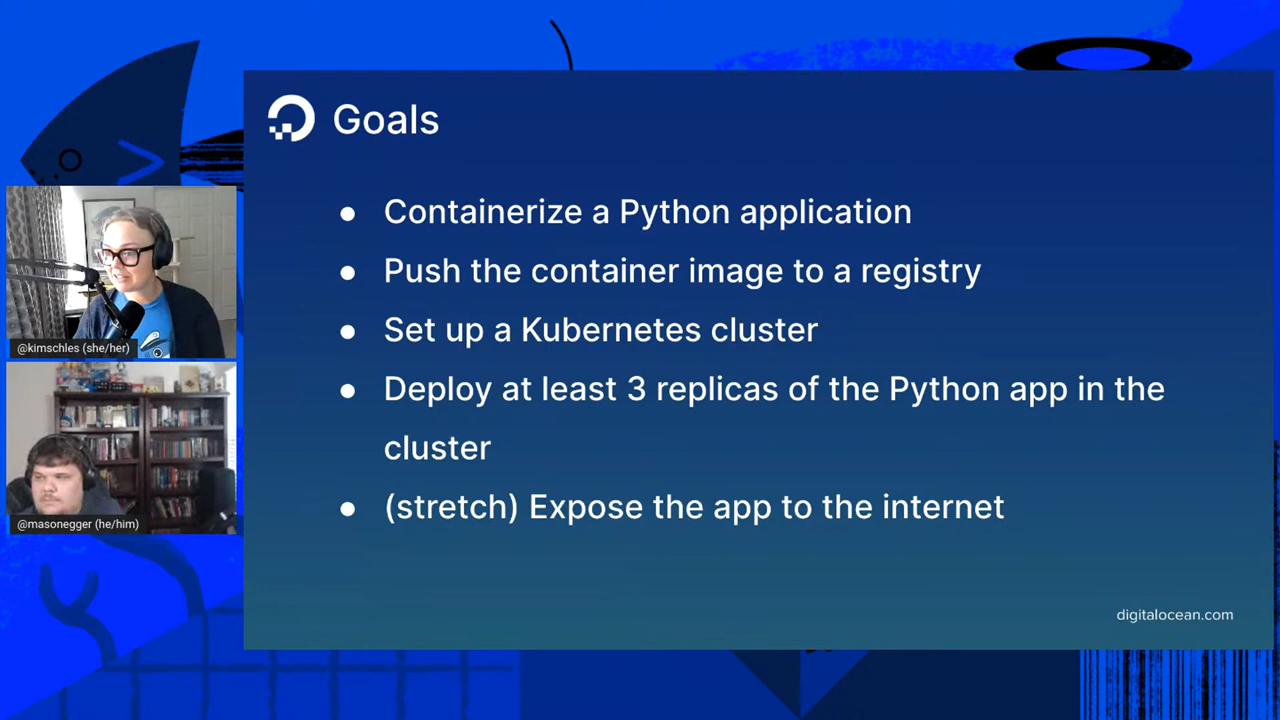 Goals
● Containerize a Python application
● Push the container image to a registry
● Set up a Kubernetes cluster
● Deploy at least 3 replicas of the Python app in the
cluster
● (stretch) Expose the app to the internet
digitalocean.com
@kimschles (she/her)
@masonegger (he/him)